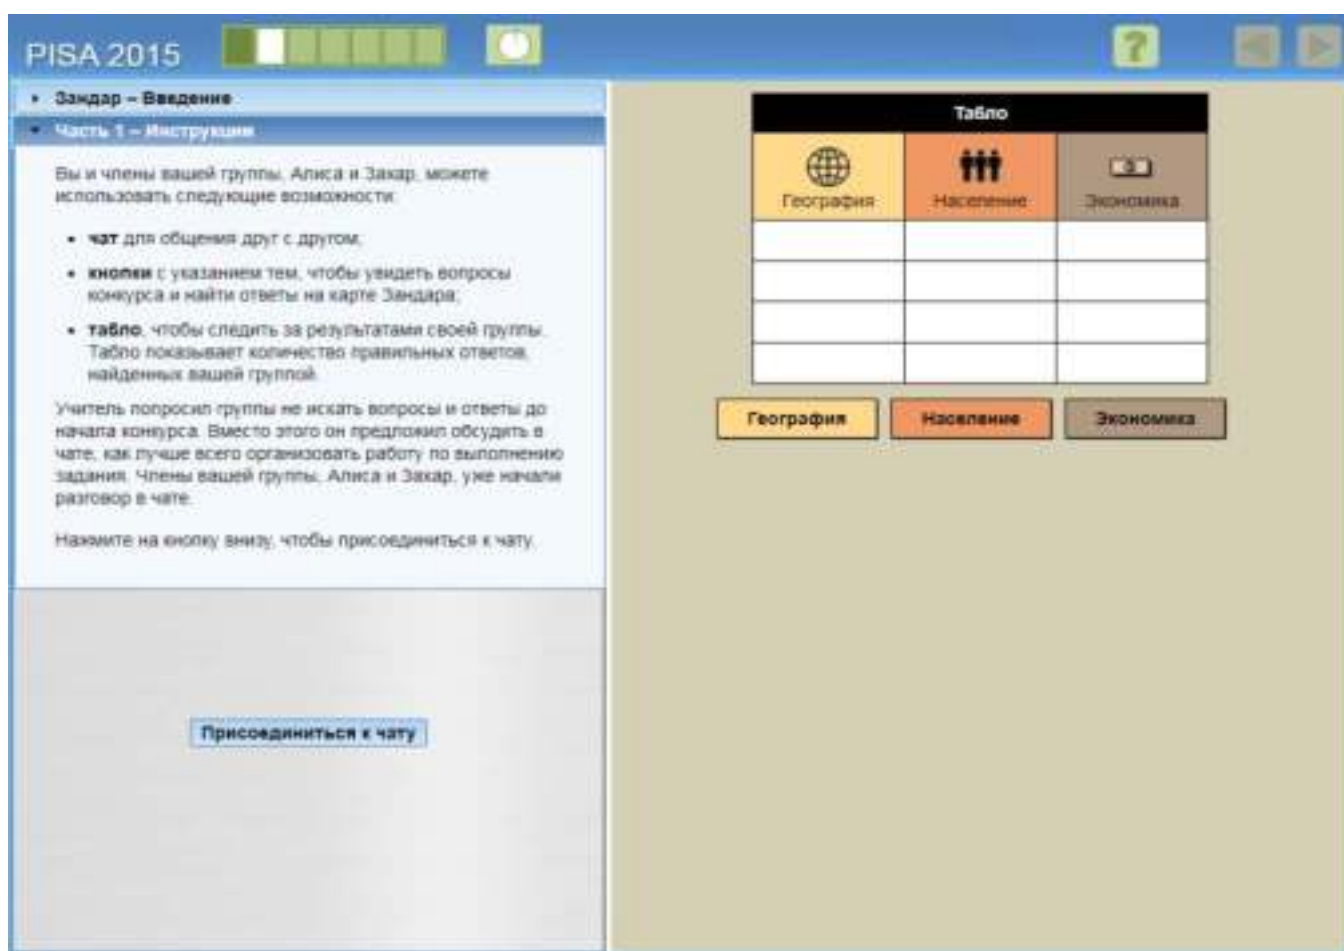 PISA 2015
?
Зандар – Введение
Часть 1 – Инструкции
Вы и члены вашей группы, Алиса и Захар, можете
использовать следующие возможности:
• чат для общения друг с другом;
• кнопки с указанием тем, чтобы увидеть вопросы
конкурса и найти ответы на карте Зандара;
• табло, чтобы следить за результатами своей группы.
Табло показывает количество правильных ответов,
найденных вашей группой.
Учитель попросил группы не искать вопросы и ответы до
начала конкурса. Вместо этого он предложил обсудить в
чате, как лучше всего организовать работу по выполнению
задания. Члены вашей группы, Алиса и Захар, уже начали
разговор в чате.
Нажмите на кнопку внизу, чтобы присоединиться к чату.
Присоединиться к чату
Табло
География Население Экономика
География Население Экономика